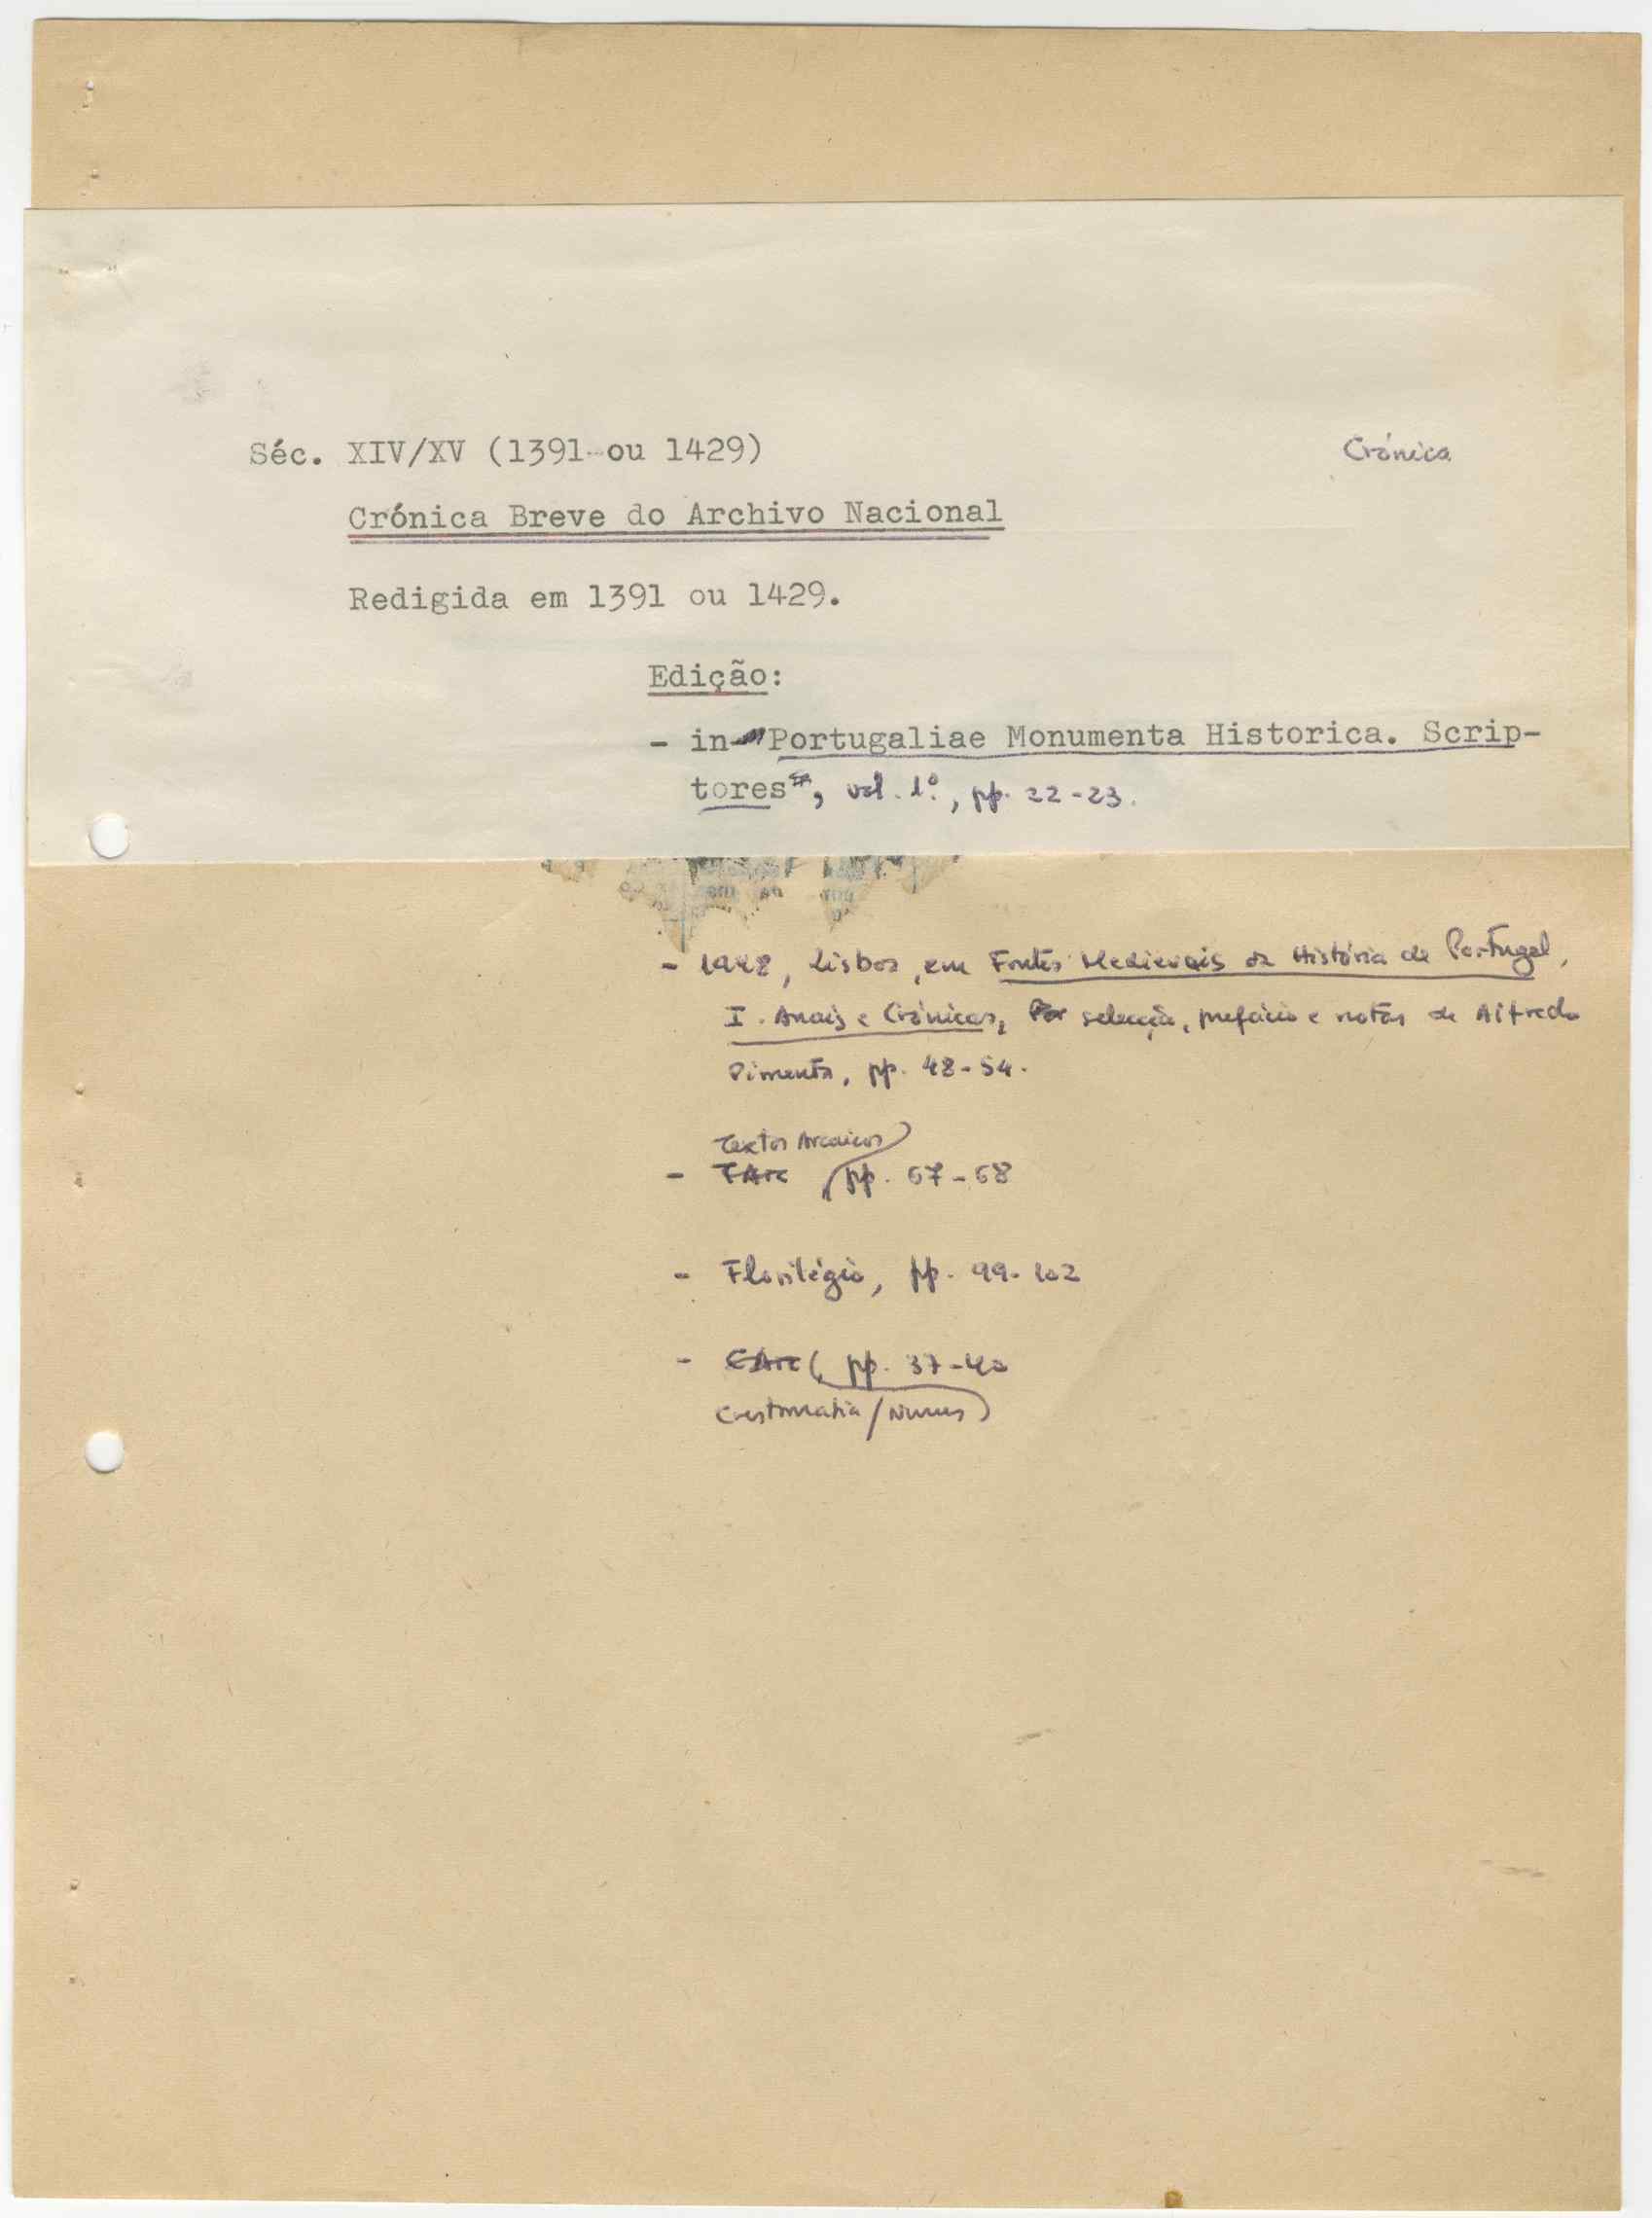 Séc. XIV/XV (1391 ou 1429) Crónica
Crónica Breve do Archivo Nacional
Redigida em 1391 ou 1429.
Edição:
- in Portugaliae Monumenta Historica. Scrip-
tores, vol. 1º, pp. 22-23.
- 1948, Lisboa, em Fontes Medievais da História de Portugal,
I. Anais e Crónicas, Por selecção, prefácio e notas de Alfredo
Pimenta, pp. 48-54.
Textos Arcaicos
- TArc, pp. 67-68
- Florilégio, pp. 99-102
- CArc, pp. 37-40
Crestomatia/Nunes